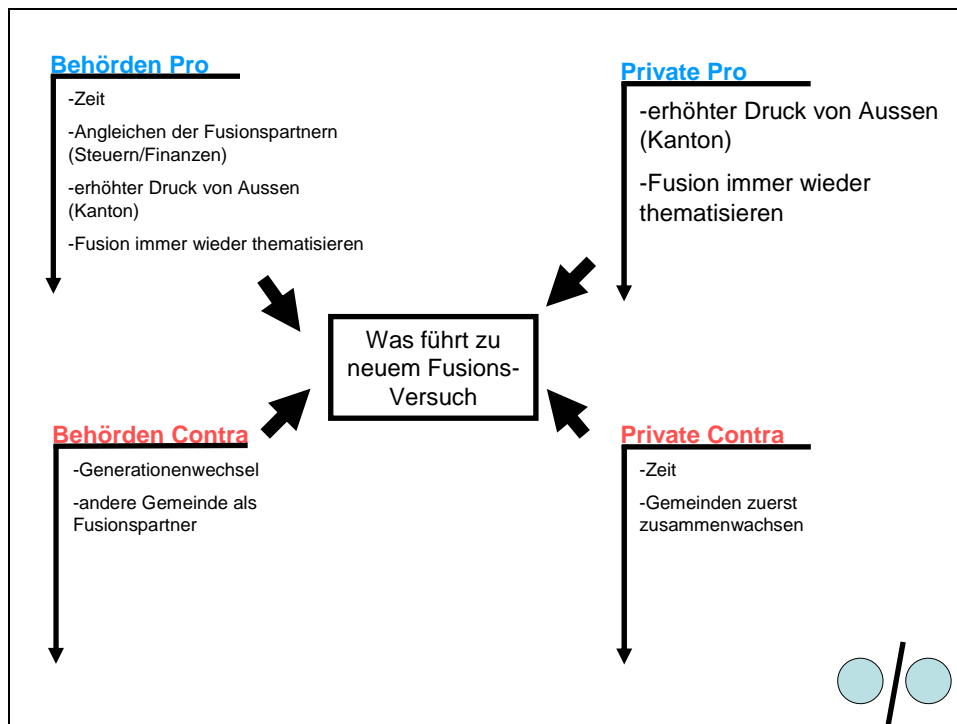 Behörden Pro
-Zeit
-Angleichen der Fusionspartnern
(Steuern/Finanzen)
-erhöhter Druck von Aussen
(Kanton)
-Fusion immer wieder thematisieren
Private Pro
-erhöhter Druck von Aussen
(Kanton)
-Fusion immer wieder
thematisieren
Was führt zu
neuem Fusions-
Versuch
Behörden Contra
-Generationenwechsel
-andere Gemeinde als
Fusionspartner
Private Contra
-Zeit
-Gemeinden zuerst
zusammenwachsen